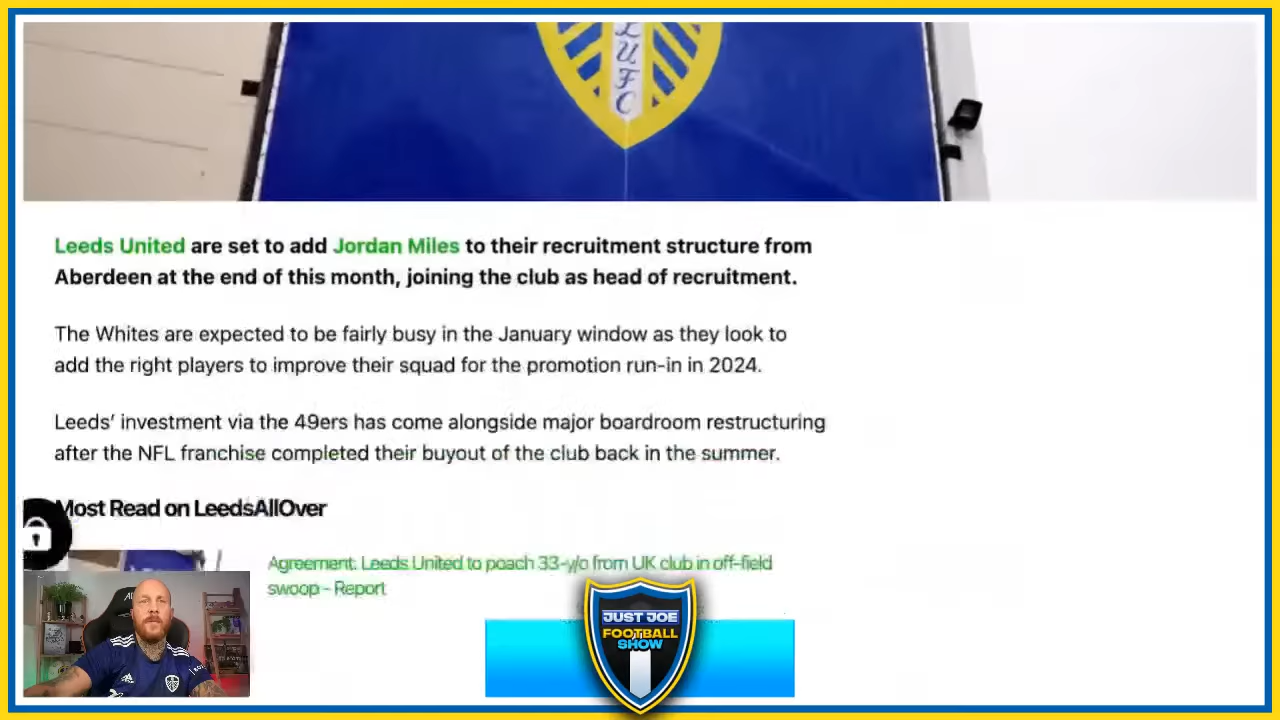 LUFC
Leeds United are set to add Jordan Miles to their recruitment structure from
Aberdeen at the end of this month, joining the club as head of recruitment.
The Whites are expected to be fairly busy in the January window as they look to
add the right players to improve their squad for the promotion run-in in 2024.
Leeds' investment via the 49ers has come alongside major boardroom restructuring
after the NFL franchise completed their buyout of the club back in the summer.
Most Read on LeedsAllOver
Agreement: Leeds United to poach 33-y/o from UK club in off-field
swoop - Report
JUST JOE
FOOTBALL
SHOW